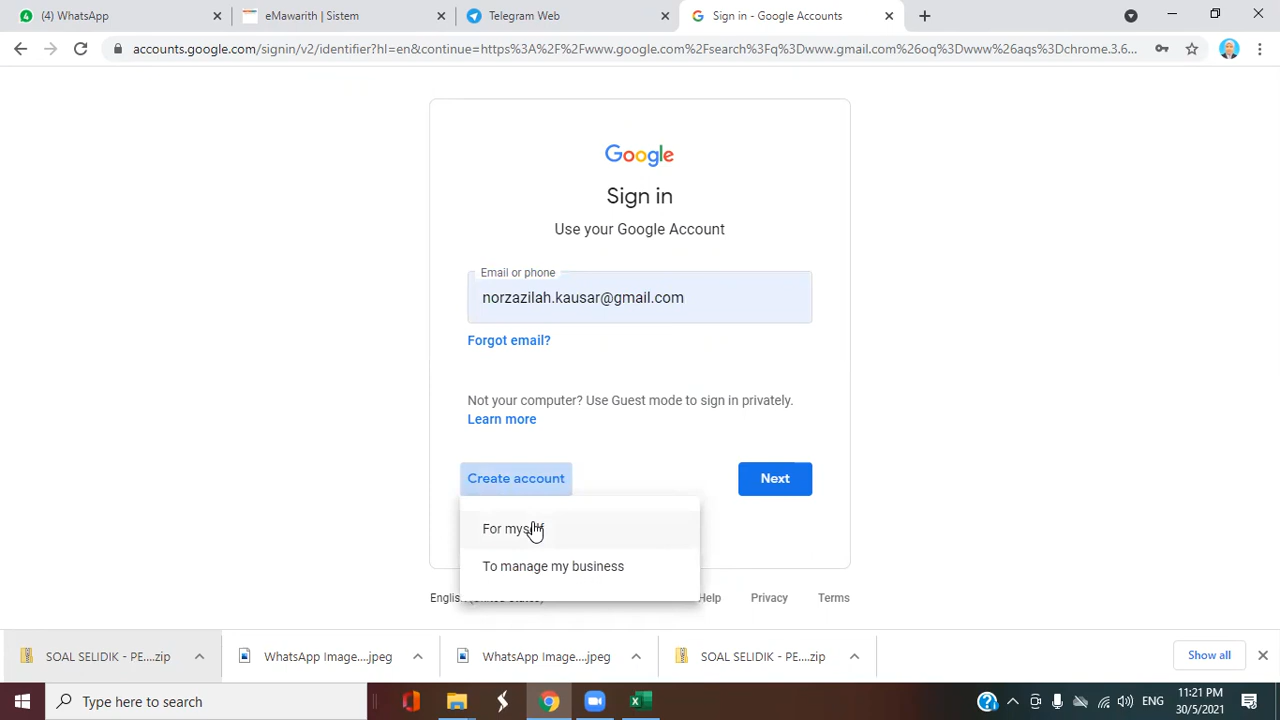 (4) WhatsApp
eMawarith | Sistem
Telegram Web
Sign in - Google Accounts
accounts.google.com/signin/v2/identifier?hl=en&continue=https%3A%2F%2Fwww.google.com%2Fsearch%3Fq%3Dwww.gmail.com%26oq%3Dwww%26aqs%3Dchrome.3.6...
Google
Sign in
Use your Google Account
Email or phone
norzazilah.kausar@gmail.com
Forgot email?
Not your computer? Use Guest mode to sign in privately.
Learn more
Create account
Next
For myself
To manage my business
English (United States)
Help
Privacy
Terms
SOAL SELIDIK - PE....zip
WhatsApp Image....jpeg
WhatsApp Image....jpeg
SOAL SELIDIK - PE....zip
Show all
Type here to search
ENG
11:21 PM
30/5/2021